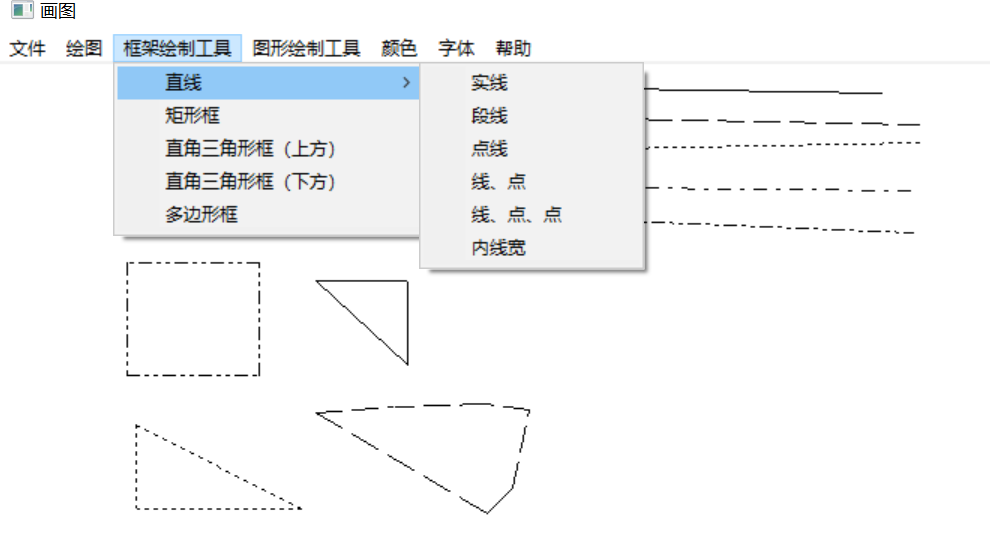 画图
文件 绘图 框架绘制工具 图形绘制工具 颜色 字体 帮助
直线
矩形框
直角三角形框（上方）
直角三角形框（下方）
多边形框
实线
段线
点线
线、点
线、点、点
内线宽